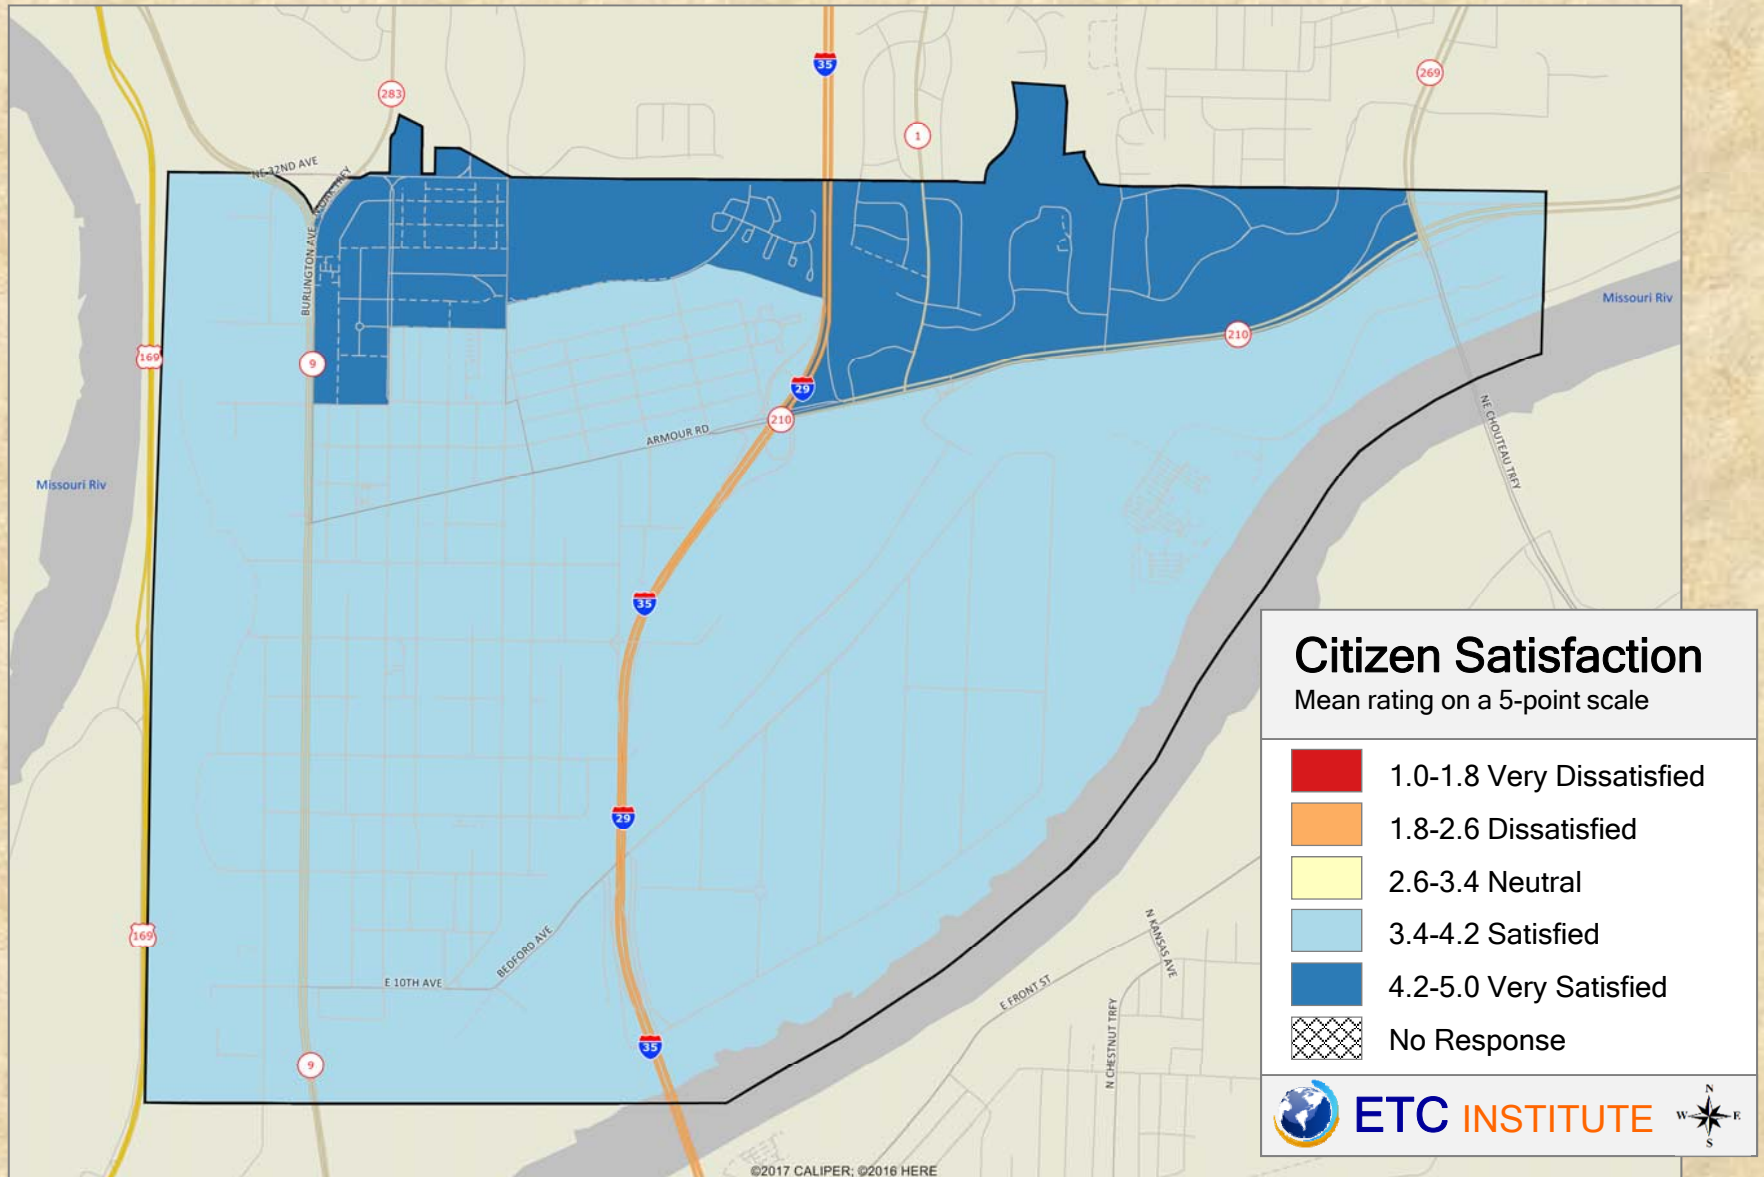 35
283
269
1
NE 32ND AVE
N OAK TRFY
BURLINGTON AVE
Missouri Riv
169
9
210
29
210
ARMOUR RD
NE CHOUTEAU TRFY
Missouri Riv
35
29
169
BEDFORD AVE
E 10TH AVE
N KANSAS AVE
E FRONT ST
N CHESTNUT TRFY
35
9
©2017 CALIPER; ©2016 HERE
Citizen Satisfaction
Mean rating on a 5-point scale
1.0-1.8 Very Dissatisfied
1.8-2.6 Dissatisfied
2.6-3.4 Neutral
3.4-4.2 Satisfied
4.2-5.0 Very Satisfied
No Response
ETC INSTITUTE
N
W E
S